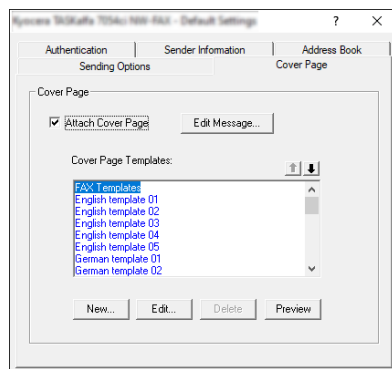 Authentication
Sender Information
Address Book
Sending Options
Cover Page
Cover Page
Attach Cover Page
Edit Message...
Cover Page Templates:
FAX Templates
English template 01
English template 02
English template 03
English template 04
English template 05
German template 01
German template 02
New...
Edit...
Delete
Preview